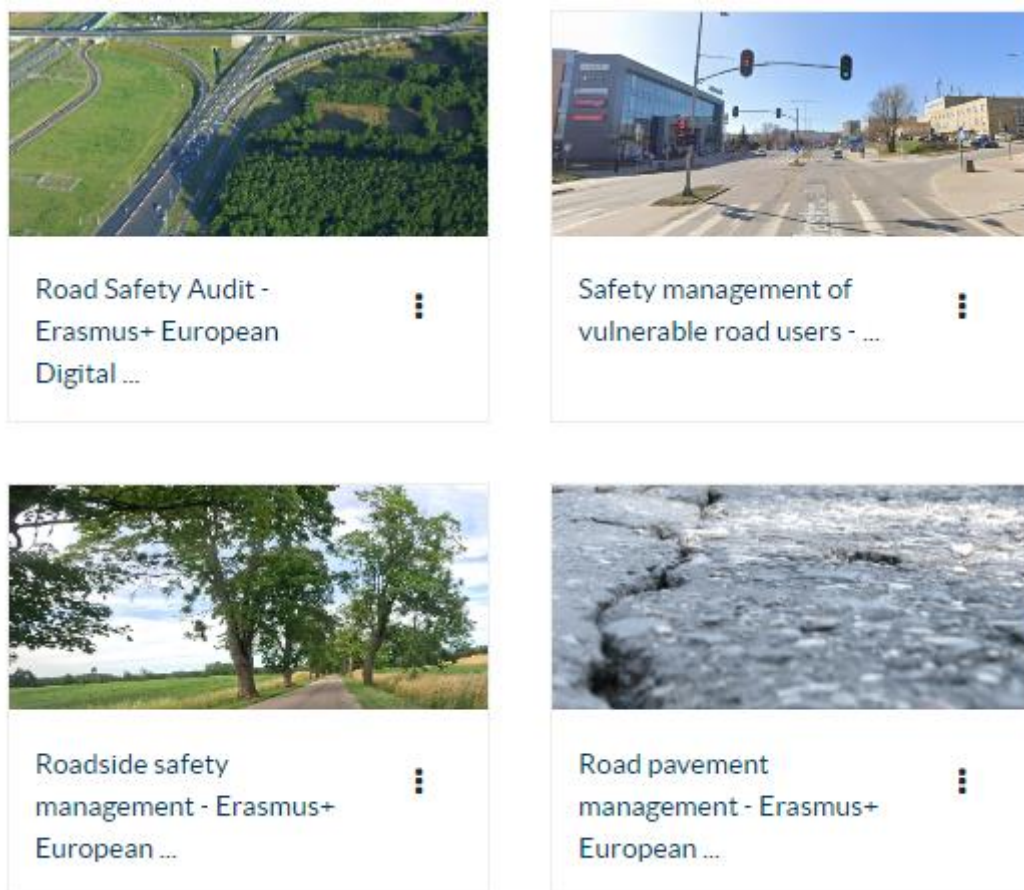 Road Safety Audit -
Erasmus+ European
Digital ...
Safety management of
vulnerable road users - ...
Roadside safety
management - Erasmus+
European ...
Road pavement
management - Erasmus+
European ...